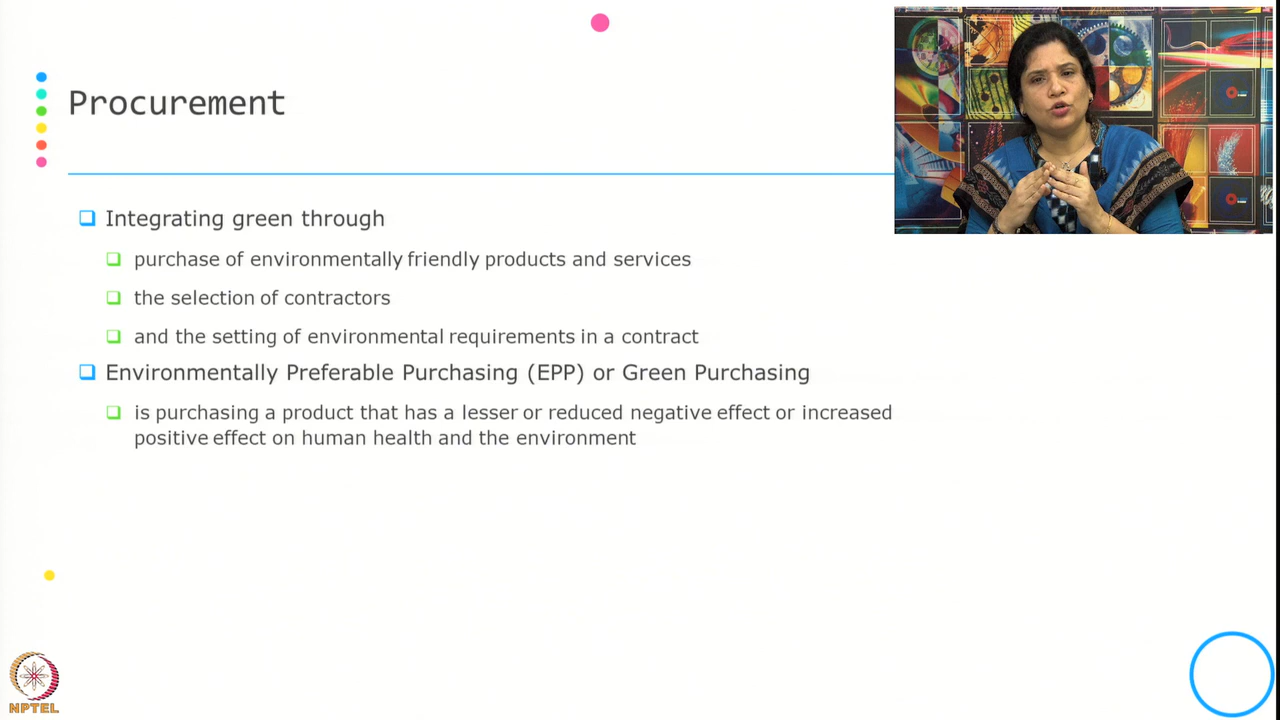 Procurement
Integrating green through
purchase of environmentally friendly products and services
the selection of contractors
and the setting of environmental requirements in a contract
Environmentally Preferable Purchasing (EPP) or Green Purchasing
is purchasing a product that has a lesser or reduced negative effect or increased
positive effect on human health and the environment
NPTEL